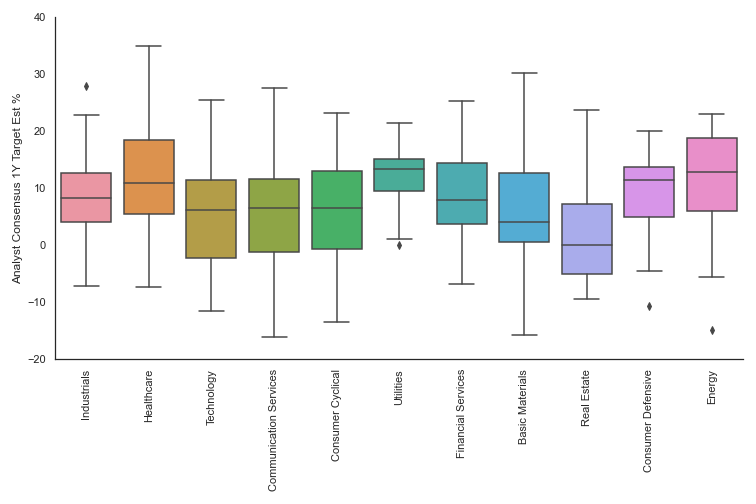 Analyst Consensus 1Y Target Est %
40
30
20
10
0
−10
−20
Industrials
Healthcare
Technology
Communication Services
Consumer Cyclical
Utilities
Financial Services
Basic Materials
Real Estate
Consumer Defensive
Energy